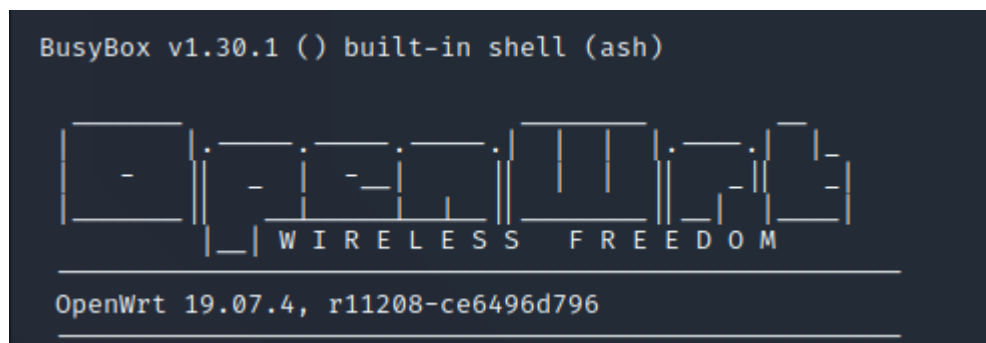 BusyBox v1.30.1 () built-in shell (ash)
OpenWrt
W I R E L E S S F R E E D O M
OpenWrt 19.07.4, r11208-ce6496d796